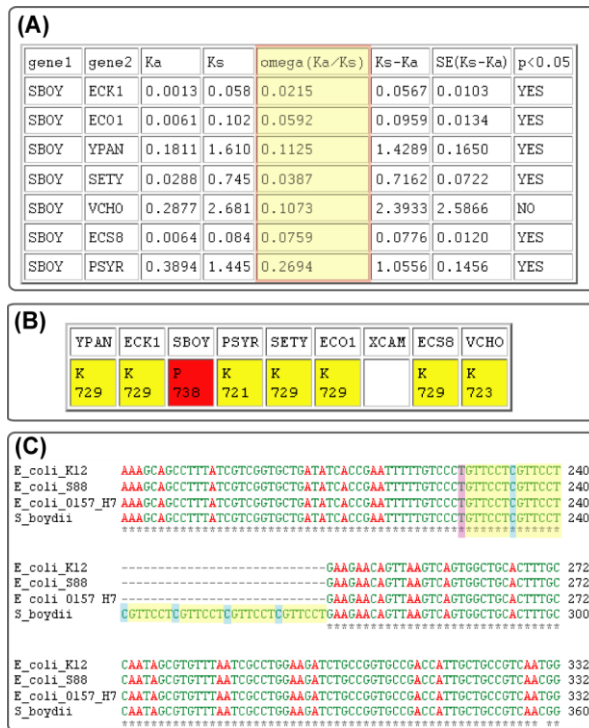 (A)
gene1 gene2 Ka Ks omega(Ka/Ks) Ks-Ka SE(Ks-Ka) p<0.05
SBOY ECK1 0.0013 0.058 0.0215 0.0567 0.0103 YES
SBOY ECO1 0.0061 0.102 0.0592 0.0959 0.0134 YES
SBOY YPAN 0.1811 1.610 0.1125 1.4289 0.1650 YES
SBOY SETY 0.0288 0.745 0.0387 0.7162 0.0722 YES
SBOY VCHO 0.2877 2.681 0.1073 2.3933 2.5866 NO
SBOY ECS8 0.0064 0.084 0.0759 0.0776 0.0120 YES
SBOY PSYR 0.3894 1.445 0.2694 1.0556 0.1456 YES
(B)
YPAN ECK1 SBOY PSYR SETY ECO1 XCAM ECS8 VCHO
K K P K K K K K
729 729 738 721 729 729 729 723
(C)
E_coli_K12 AAAGCAGCCTTTATCGTCGGTGCTGATATCACCGAATTTTTGTCCCTGTTCCTCGTTCCT 240
E_coli_S88 AAAGCAGCCTTTATCGTCGGTGCTGATATCACCGAATTTTTGTCCCTGTTCCTCGTTCCT 240
E_coli_O157_H7 AAAGCAGCCTTTATCGTCGGTGCTGATATCACCGAATTTTTGTCCCTGTTCCTCGTTCCT 240
S_boydii AAAGCAGCCTTTATCGTCGGTGCTGATATCACCGAATTTTTGTCCCTGTTCCTCGTTCCT 240
************************************************************
E_coli_K12 ----------------------------GAAGAACAGTTAAGTCAGTGGCTGCACTTTGC 272
E_coli_S88 ----------------------------GAAGAACAGTTAAGTCAGTGGCTGCACTTTGC 272
E_coli_O157_H7 ----------------------------GAAGAACAGTTAAGTCAGTGGCTGCACTTTGC 272
S_boydii CGTTCCTCGTTCCTCGTTCCTCGTTCCTGAAGAACAGTTAAGTCAGTGGCTGCACTTTGC 300
********************************
E_coli_K12 CAATAGCGTGTTTAATCGCCTGGAAGATCTGCCGGTGCCGACCATTGCTGCCGTCAATGG 332
E_coli_S88 CAATAGCGTGTTTAATCGCCTGGAAGATCTGCCGGTGCCGACCATTGCTGCCGTCAACGG 332
E_coli_O157_H7 CAATAGCGTGTTTAATCGCCTGGAAGATCTGCCGGTGCCGACCATTGCTGCCGTCAACGG 332
S_boydii CAATAGCGTGTTTAATCGCCTGGAAGATCTGCCGGTGCCGACCATTGCTGCCGTCAACGG 360
********************************************************* **